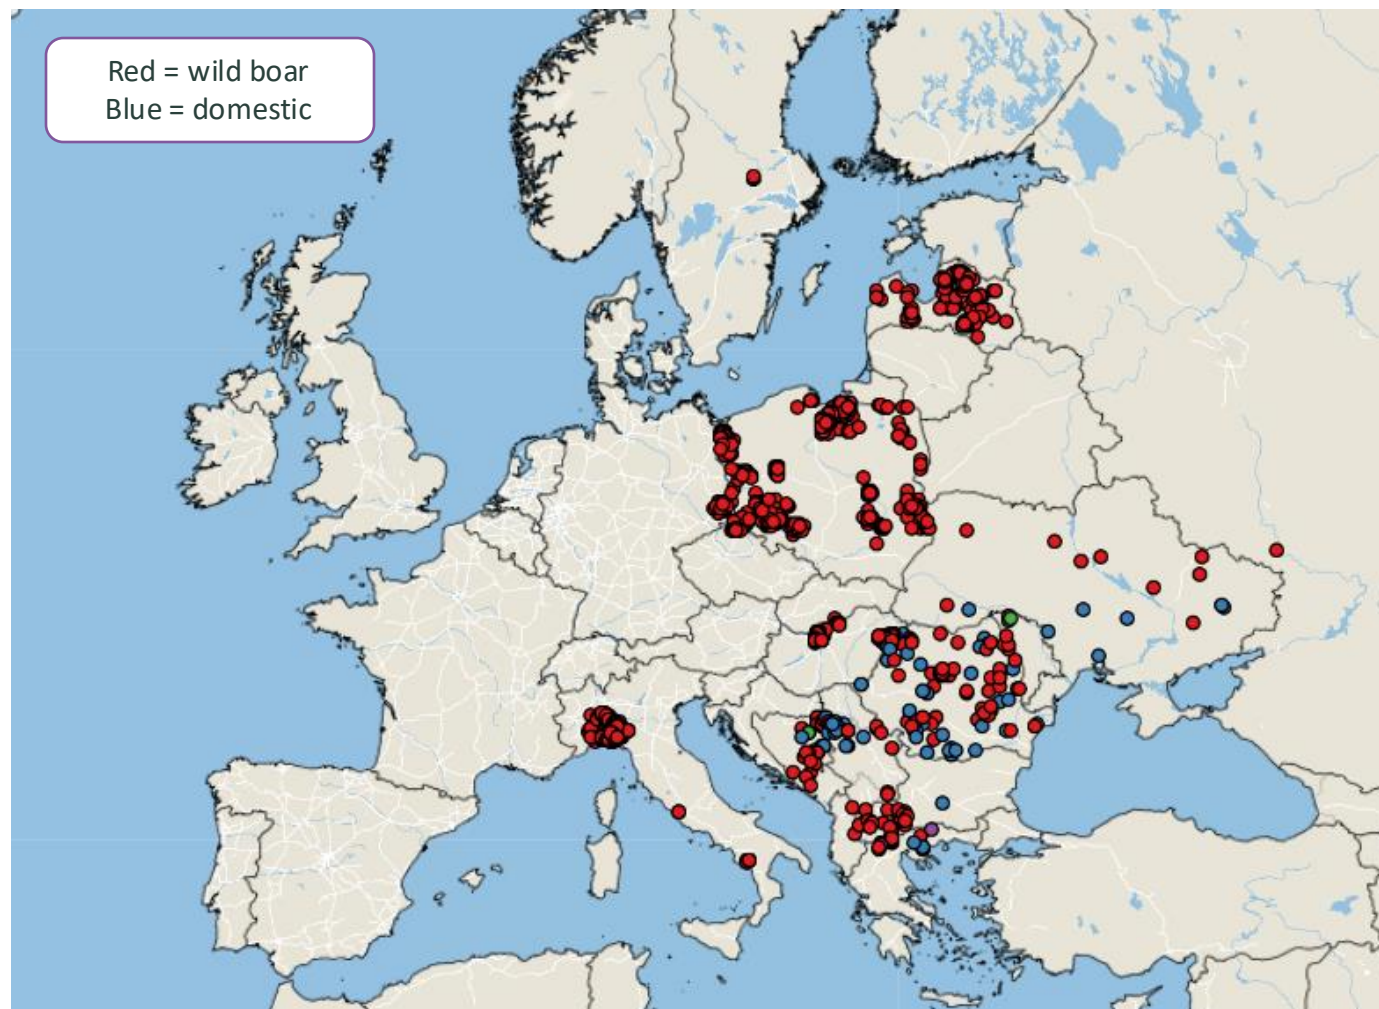 Red = wild boar
Blue = domestic